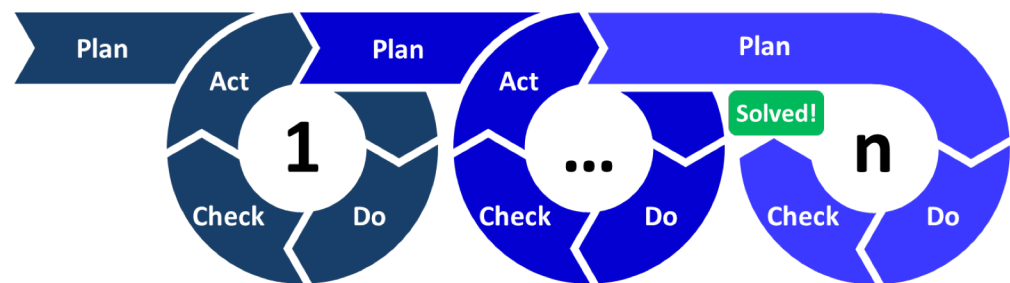 Plan
Act
1
Check
Do
Plan
Act
...
Check
Do
Plan
Solved!
n
Check
Do